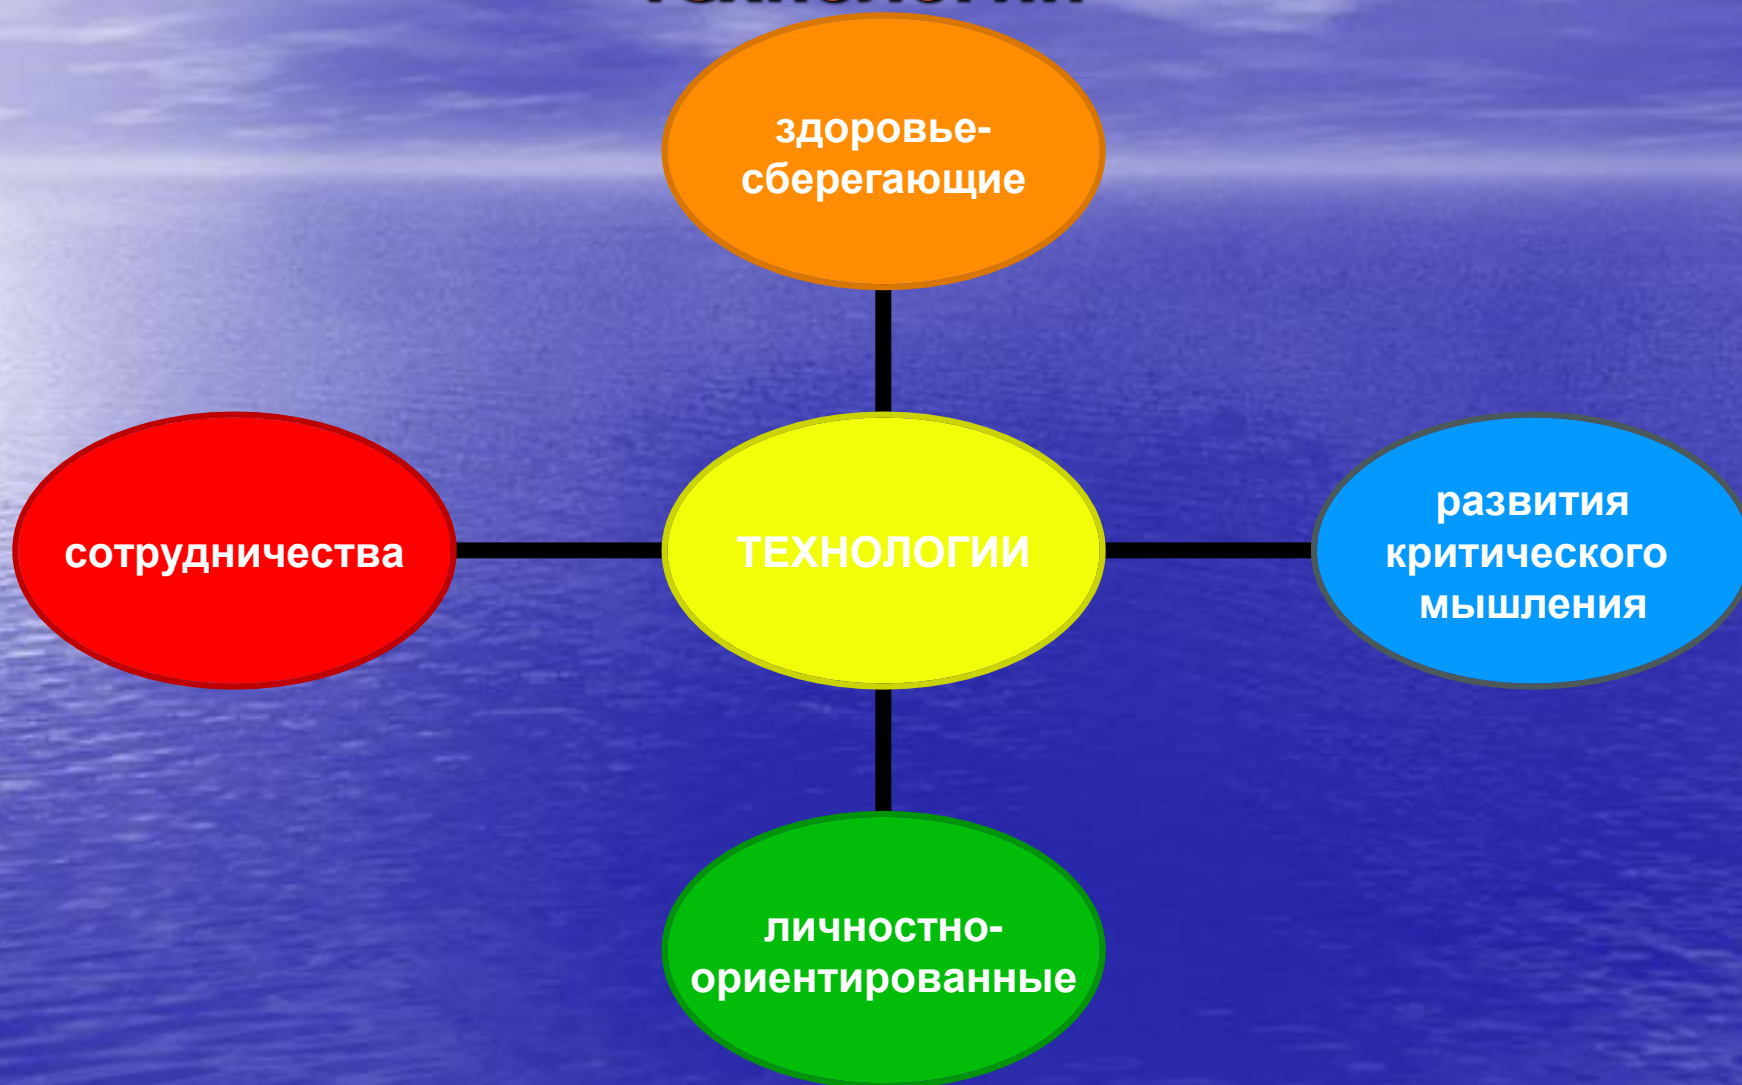 здоровье-
сберегающие
сотрудничества
ТЕХНОЛОГИИ
развития
критического
мышления
личностно-
ориентированные